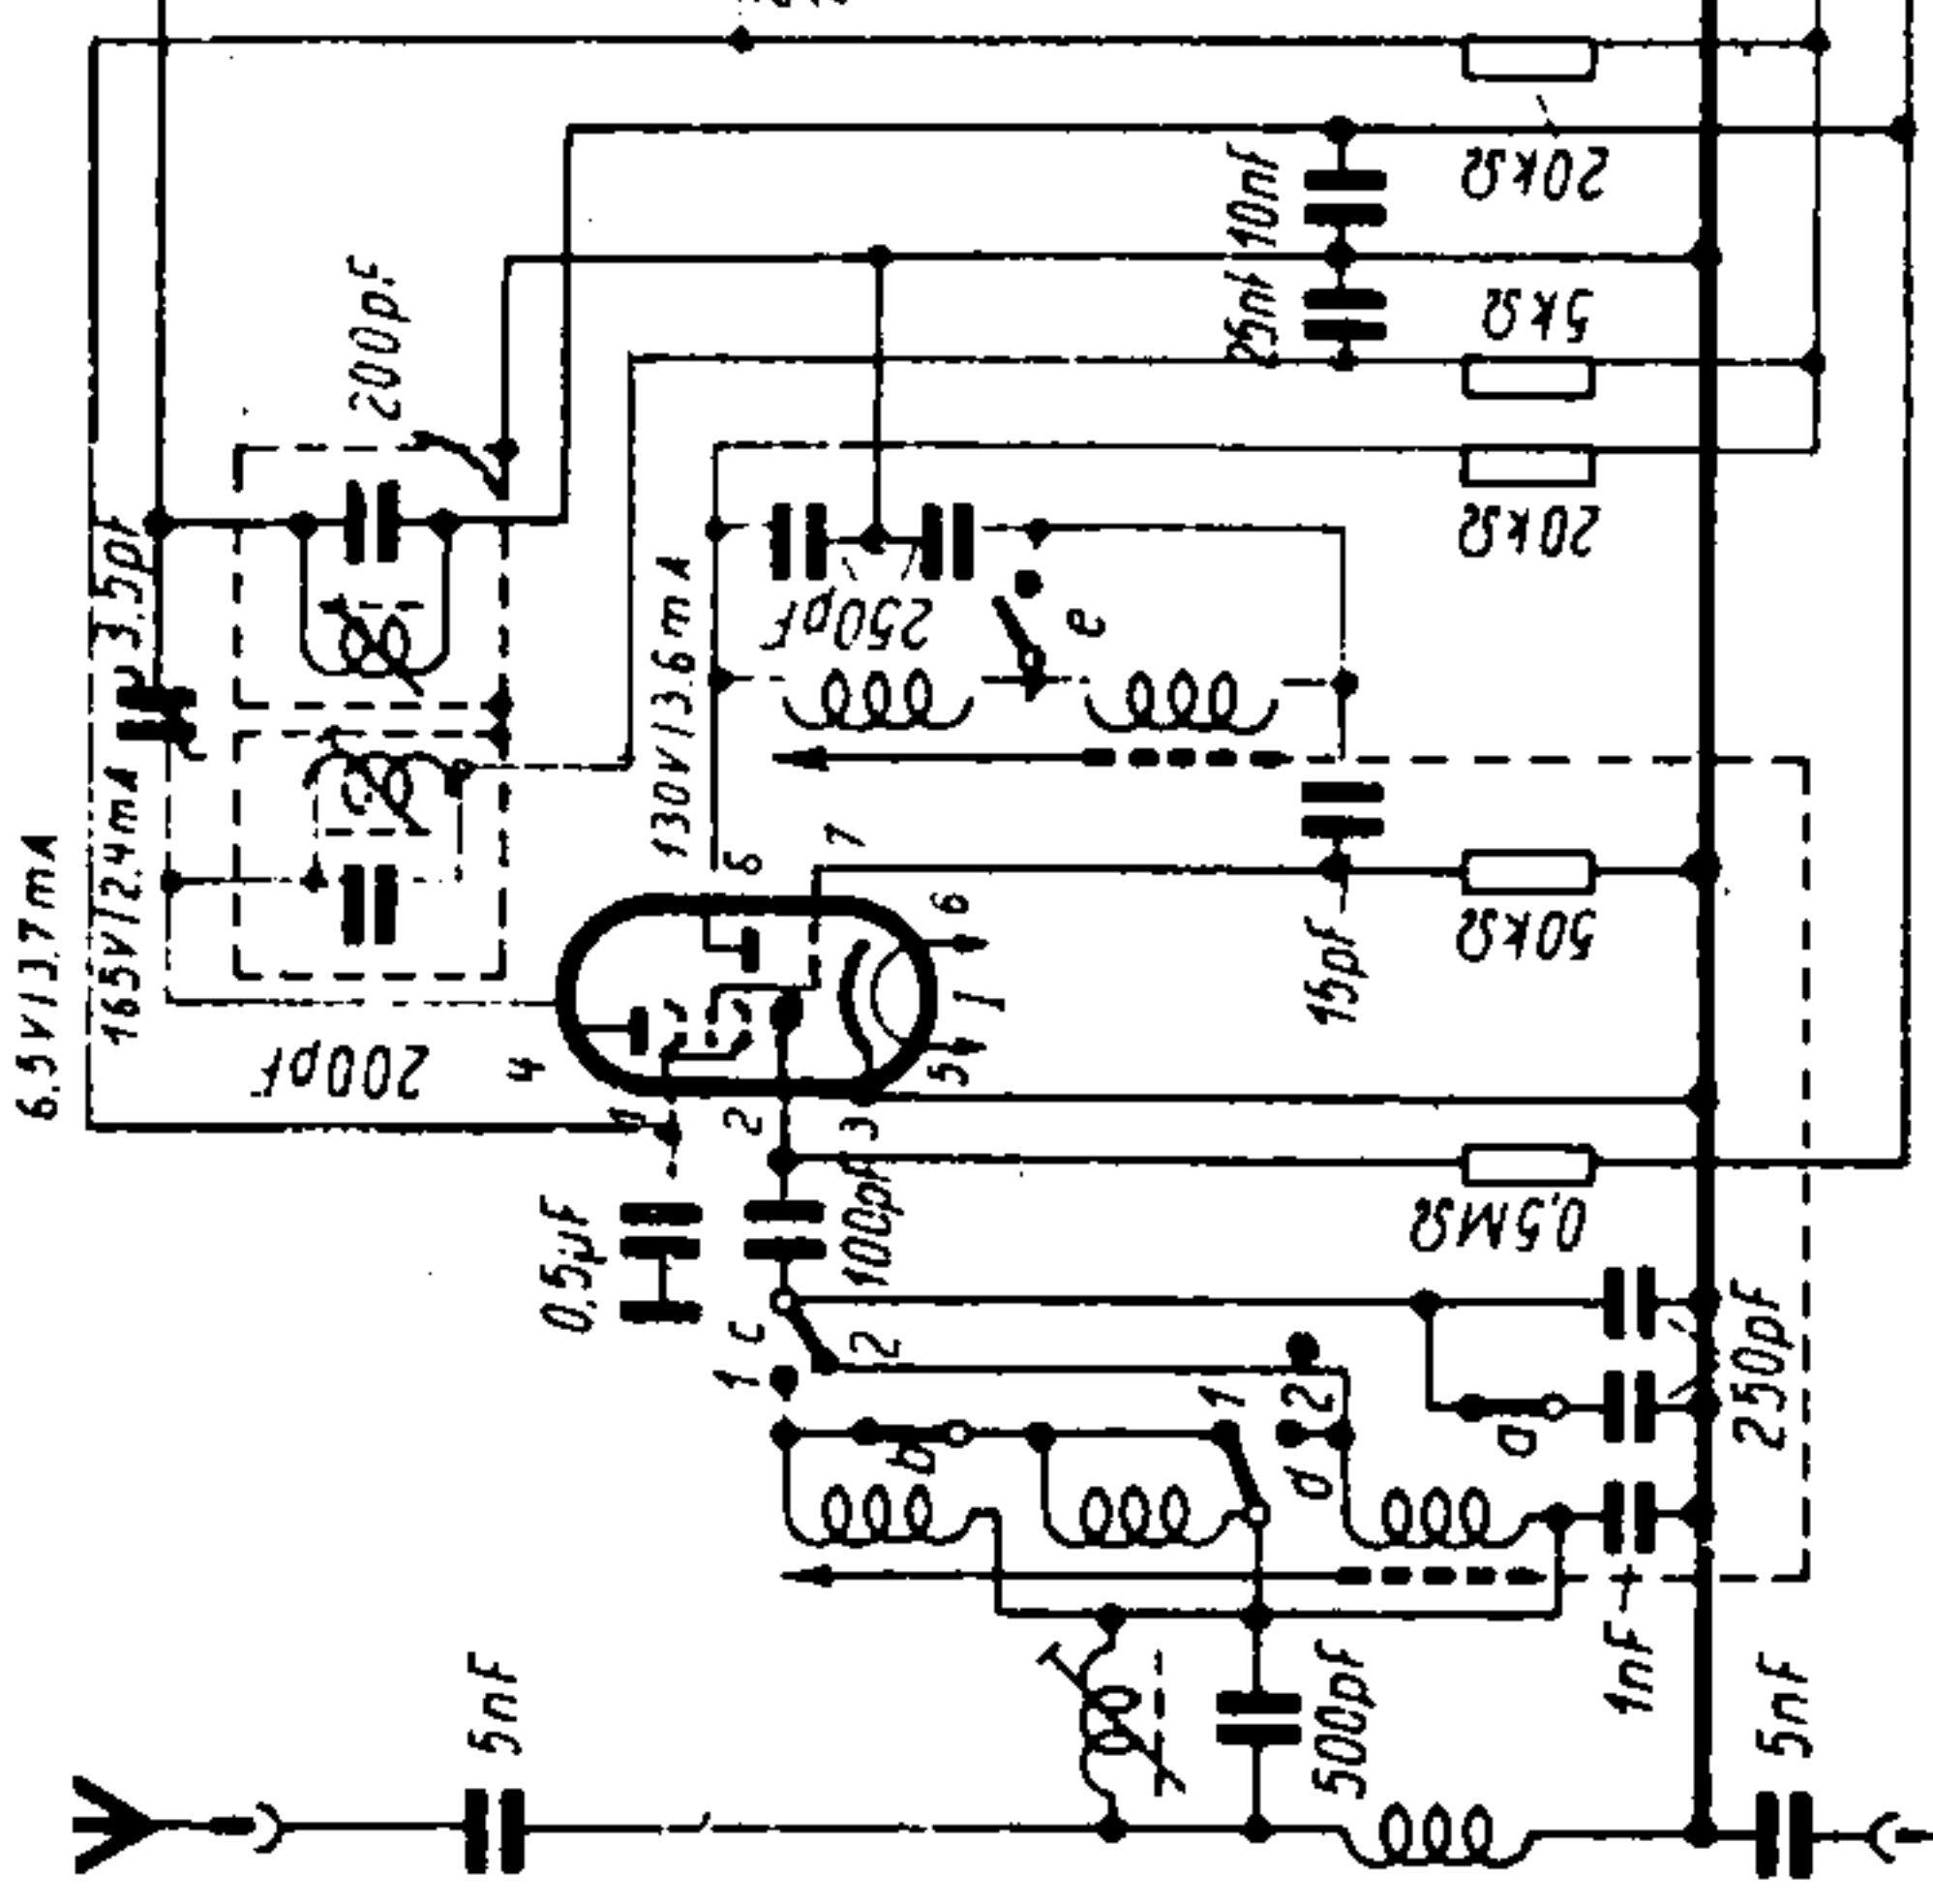 20kΩ
10nF
200pF
5kΩ
25nF
3.5pF
20kΩ
130V/13.6mA
250pF
e
6.5V/13.7mA
165V/2.4mA
8
7
6
50kΩ
15pF
200pF
4
5
1
2
3
0,5MΩ
0,5µF
100pF
c
1
2
250pF
1
2
b
d
a
5nF
500pF
1nF
5nF